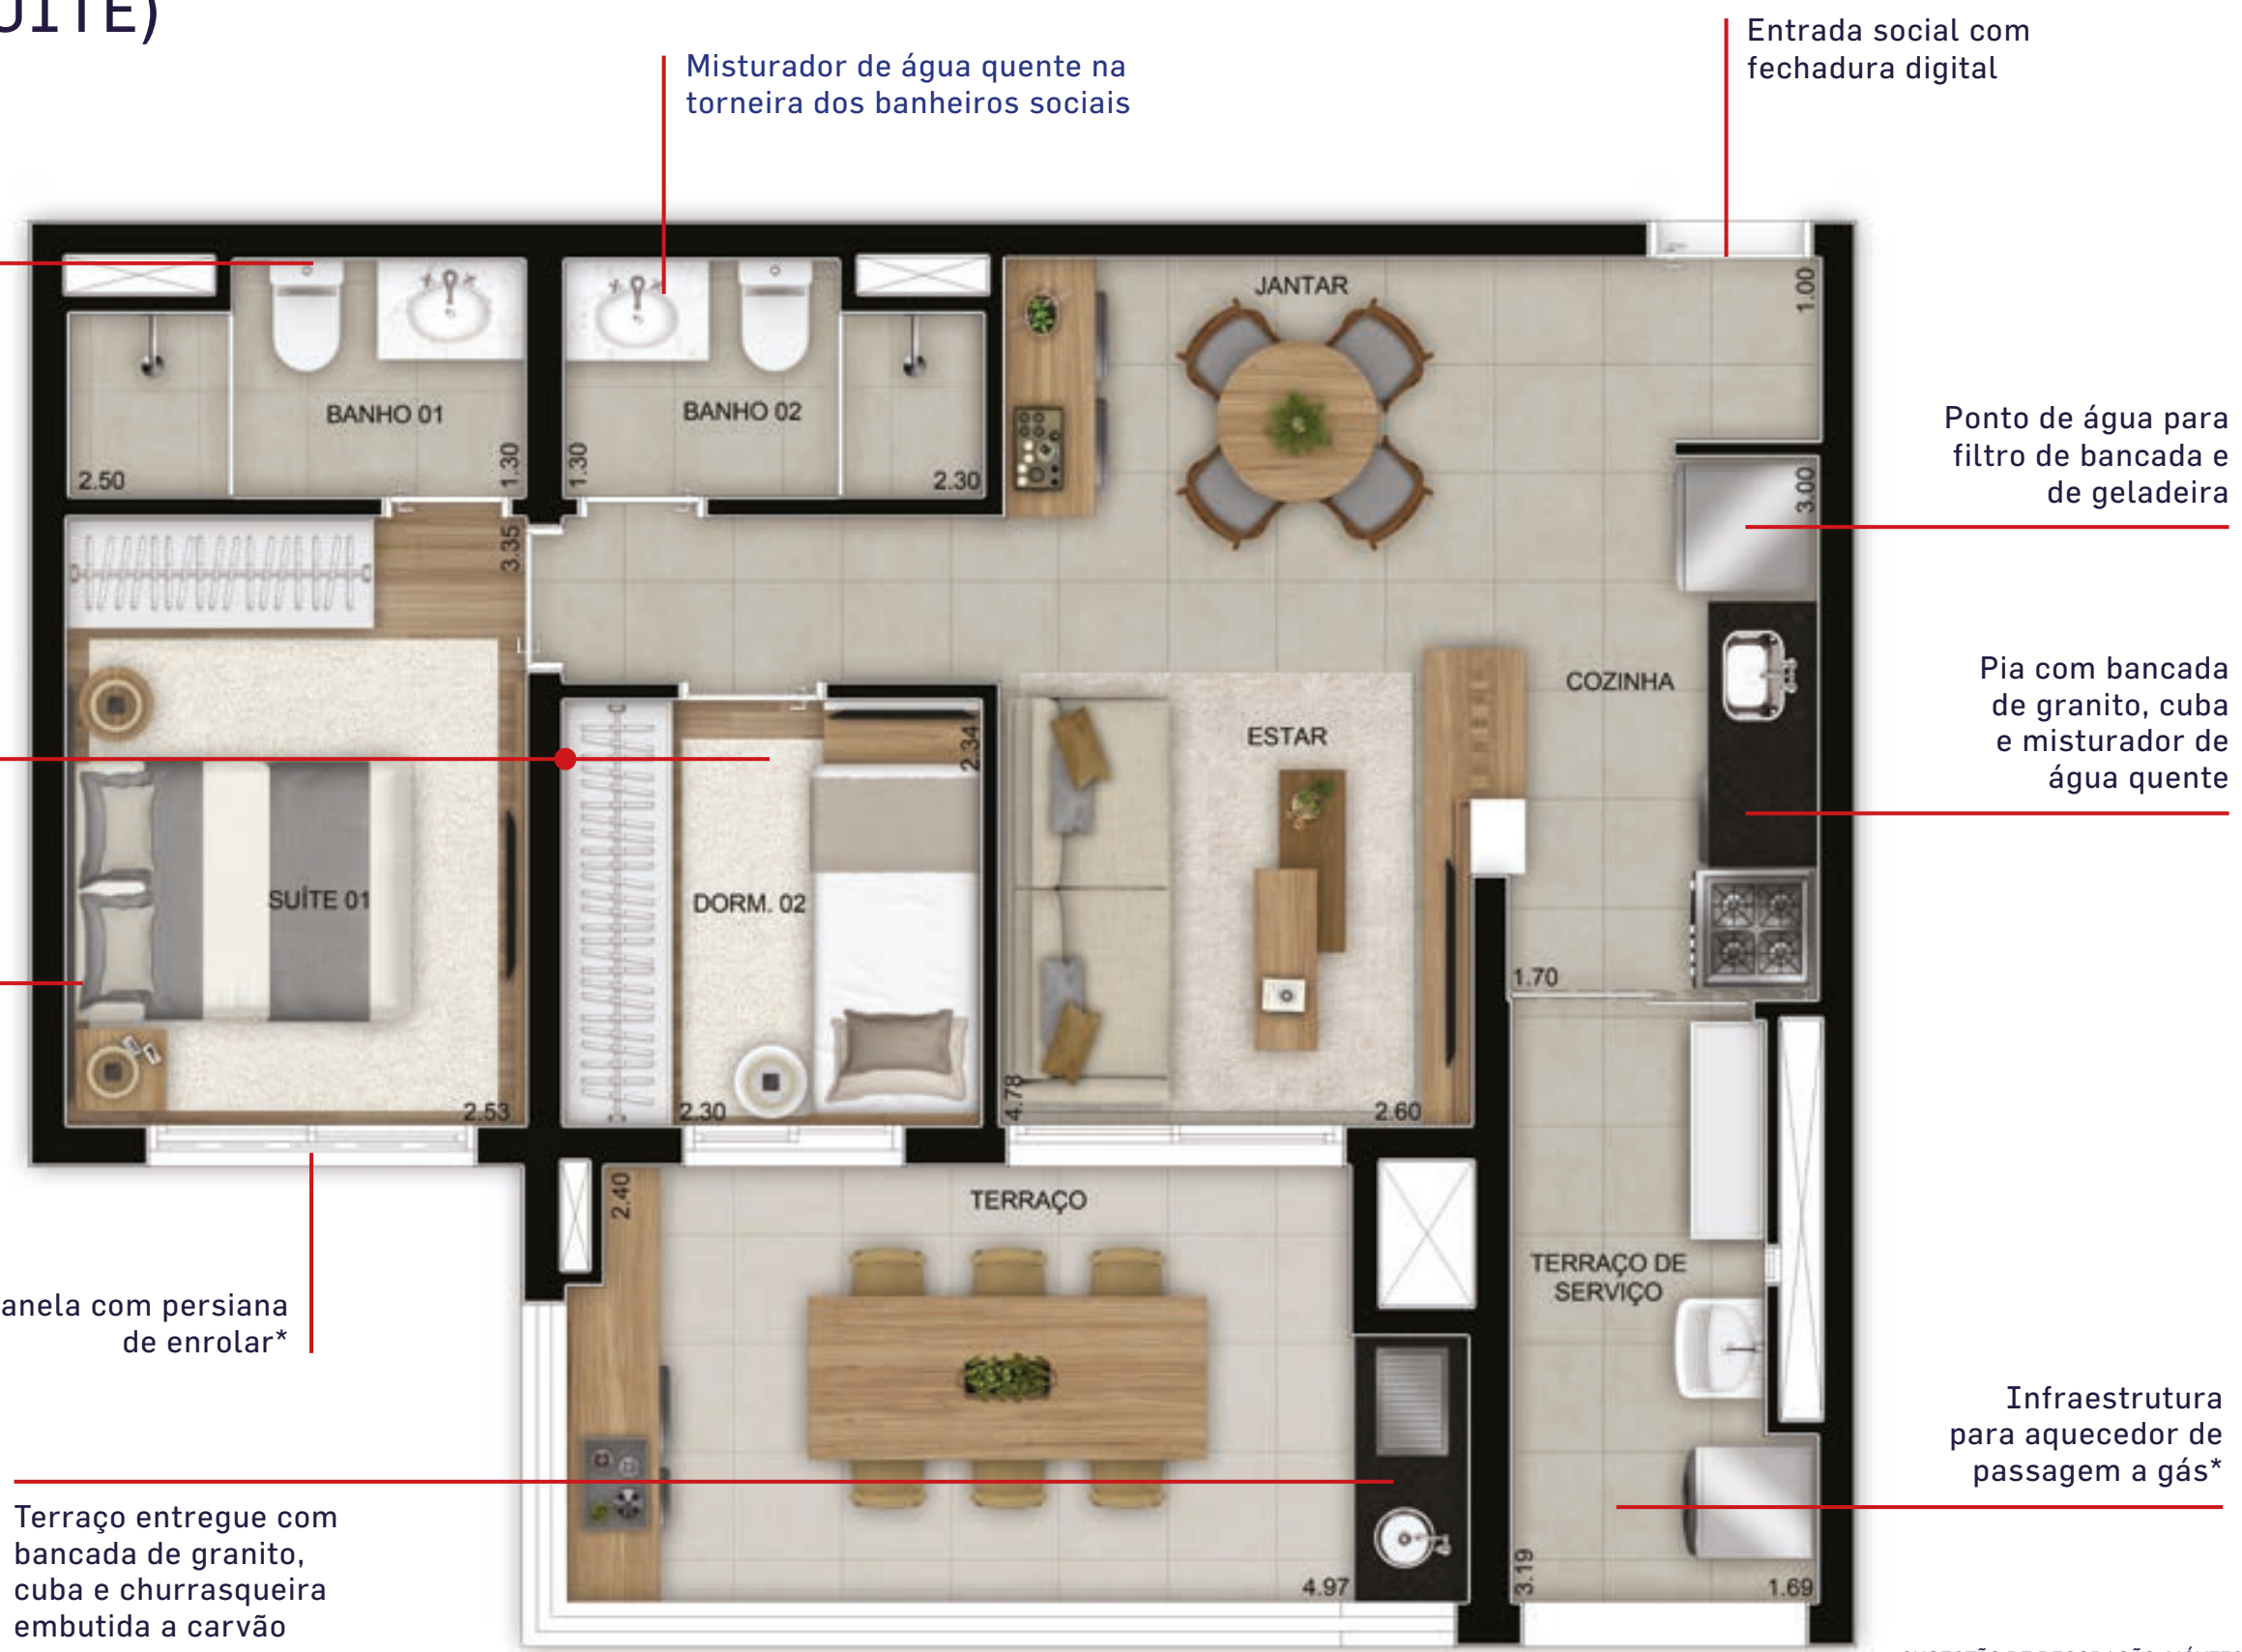 UITE)
Misturador de água quente na
torneira dos banheiros sociais
Entrada social com
fechadura digital
JANTAR
1.00
BANHO 01
1.30
2.50
BANHO 02
1.30
2.30
Ponto de água para
filtro de bancada e
de geladeira
3.00
3.35
COZINHA
Pia com bancada
de granito, cuba
e misturador de
água quente
ESTAR
2.34
SUÍTE 01
DORM. 02
1.70
2.53
2.30
4.78
2.60
2.40
TERRAÇO
TERRAÇO DE
SERVIÇO
anela com persiana
de enrolar*
Infraestrutura
para aquecedor de
passagem a gás*
Terraço entregue com
bancada de granito,
cuba e churrasqueira
embutida a carvão
4.97
3.19
1.69